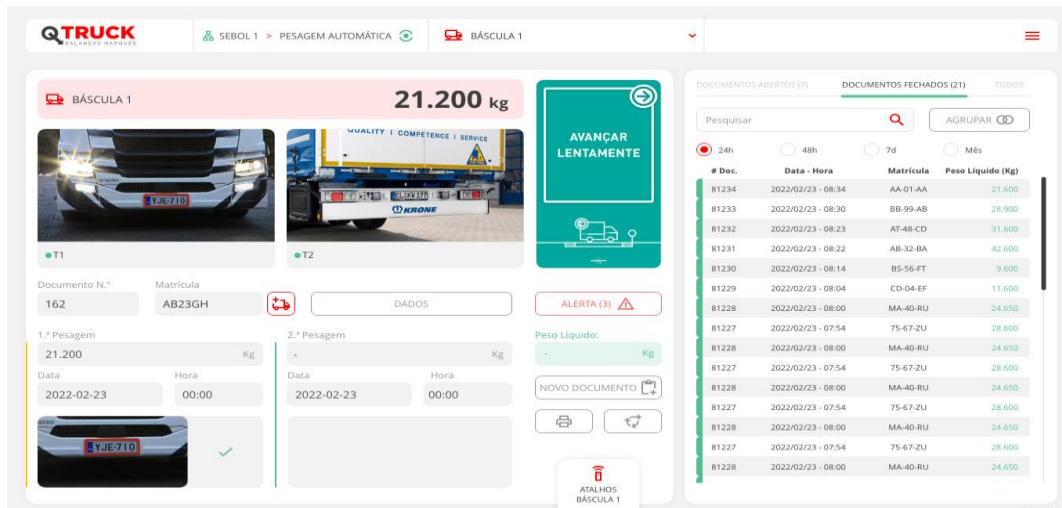 QTRUCK
BALANÇAS MARQUES
SEBOL 1 > PESAGEM AUTOMÁTICA
BÁSCULA 1
BÁSCULA 1
21.200 kg
YJE-710
QUALITY | COMPETENCE | SERVICE
KRONE
T1
T2
AVANÇAR
LENTAMENTE
Documento N.º
Matrícula
162
AB23GH
DADOS
ALERTA (3)
1.ª Pesagem
2.ª Pesagem
Peso Líquido:
21.200 Kg
- Kg
- Kg
Data
Hora
Data
Hora
2022-02-23
00:00
2022-02-23
00:00
NOVO DOCUMENTO
YJE-710
ATALHOS
BÁSCULA 1
DOCUMENTOS ABERTOS (7)
DOCUMENTOS FECHADOS (21)
TODOS
Pesquisar
AGRUPAR
24h
48h
7d
Mês
# Doc. Data - Hora Matrícula Peso Líquido (Kg)
81234 2022/02/23 - 08:34 AA-01-AA 21.600
81233 2022/02/23 - 08:30 BB-99-AB 28.900
81232 2022/02/23 - 08:23 AT-48-CD 31.600
81231 2022/02/23 - 08:22 AB-32-BA 42.600
81230 2022/02/23 - 08:14 BS-56-FT 9.600
81229 2022/02/23 - 08:04 CD-04-EF 11.600
81228 2022/02/23 - 08:00 MA-40-RU 24.650
81227 2022/02/23 - 07:54 75-67-ZU 28.600
81228 2022/02/23 - 08:00 MA-40-RU 24.650
81227 2022/02/23 - 07:54 75-67-ZU 28.600
81228 2022/02/23 - 08:00 MA-40-RU 24.650
81227 2022/02/23 - 07:54 75-67-ZU 28.600
81228 2022/02/23 - 08:00 MA-40-RU 24.650
81227 2022/02/23 - 07:54 75-67-ZU 28.600
81228 2022/02/23 - 08:00 MA-40-RU 24.650